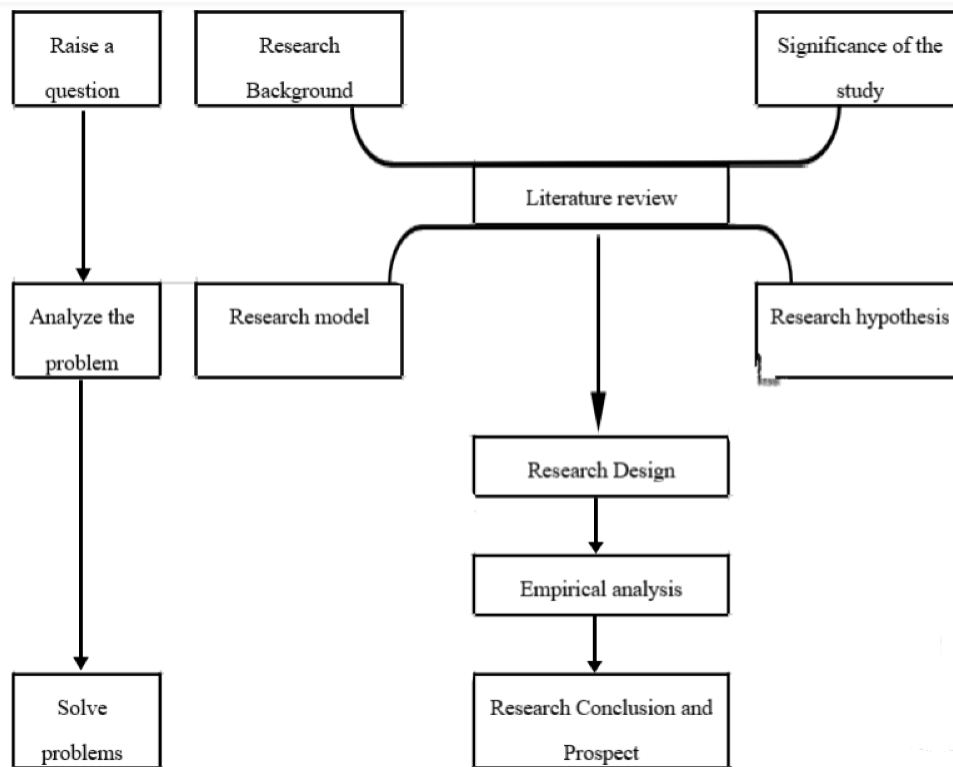 Raise a
question
Research
Background
Significance of the
study
Literature review
Analyze the
problem
Research model
Research hypothesis
Research Design
Empirical analysis
Solve
problems
Research Conclusion and
Prospect